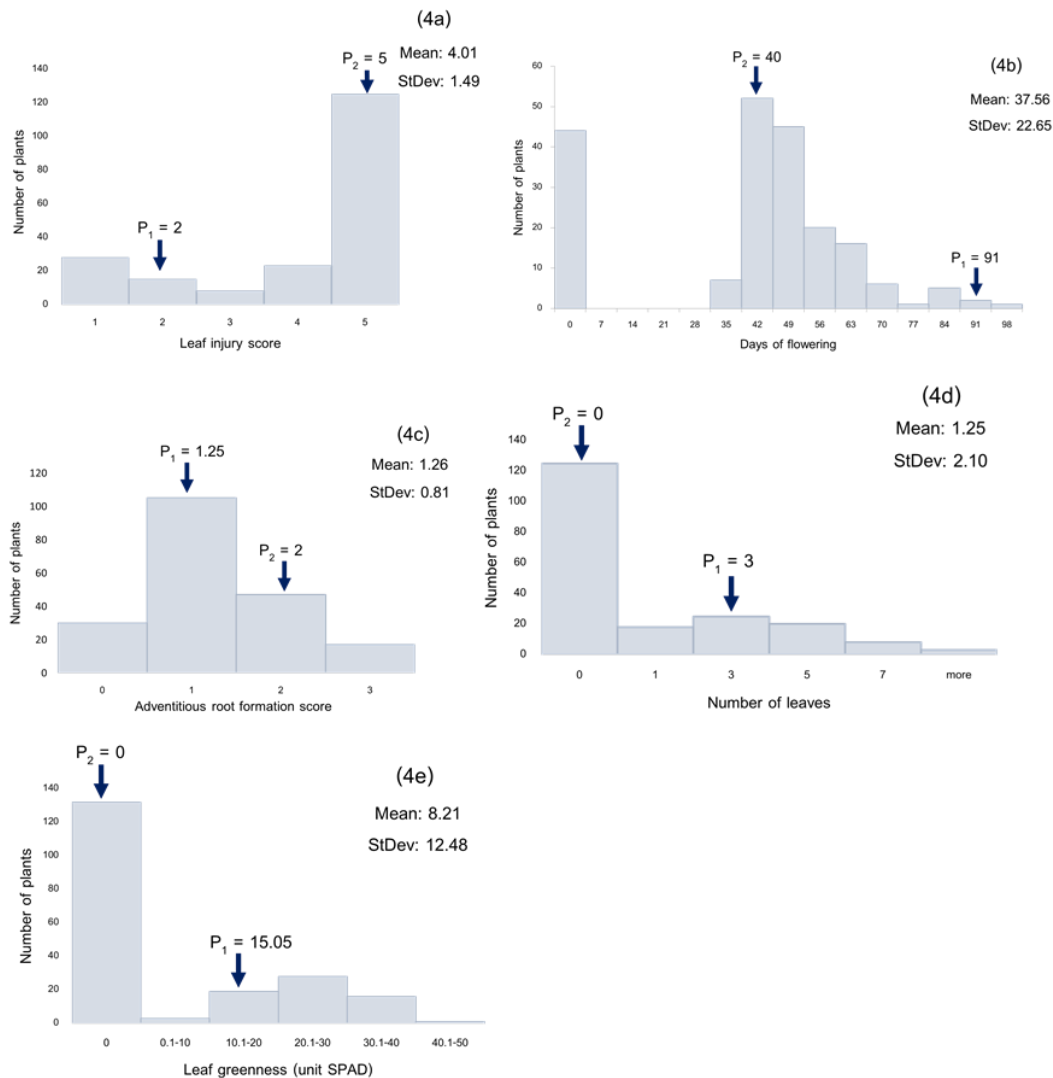 (4a)
Mean: 4.01
StDev: 1.49
P2 = 5
P1 = 2
Number of plants
140
120
100
80
60
40
20
0
1 2 3 4 5
Leaf injury score
(4b)
Mean: 37.56
StDev: 22.65
P2 = 40
P1 = 91
Number of plants
60
50
40
30
20
10
0
0 7 14 21 28 35 42 49 56 63 70 77 84 91 98
Days of flowering
(4c)
Mean: 1.26
StDev: 0.81
P1 = 1.25
P2 = 2
Number of plants
120
100
80
60
40
20
0
0 1 2 3
Adventitious root formation score
(4d)
Mean: 1.25
StDev: 2.10
P2 = 0
P1 = 3
Number of plants
140
120
100
80
60
40
20
0
0 1 3 5 7 more
Number of leaves
(4e)
Mean: 8.21
StDev: 12.48
P2 = 0
P1 = 15.05
Number of plants
140
120
100
80
60
40
20
0
0 0.1-10 10.1-20 20.1-30 30.1-40 40.1-50
Leaf greenness (unit SPAD)